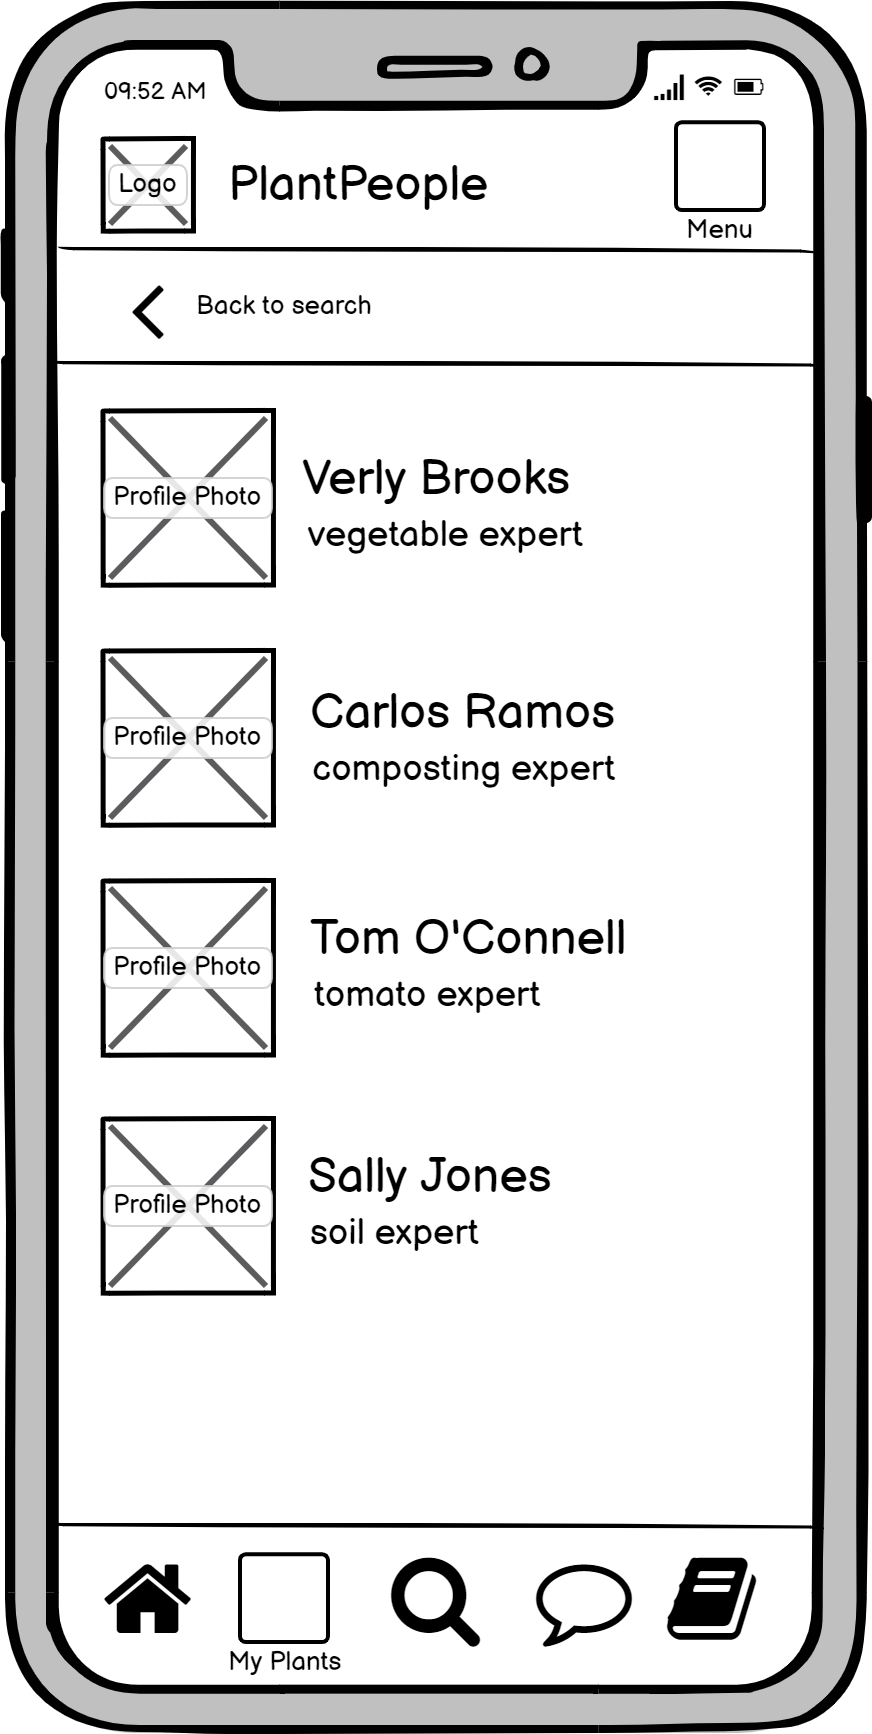 09:52 AM
Logo
PlantPeople
Menu
Back to search
Profile Photo
Verly Brooks
vegetable expert
Profile Photo
Carlos Ramos
composting expert
Profile Photo
Tom O'Connell
tomato expert
Profile Photo
Sally Jones
soil expert
My Plants